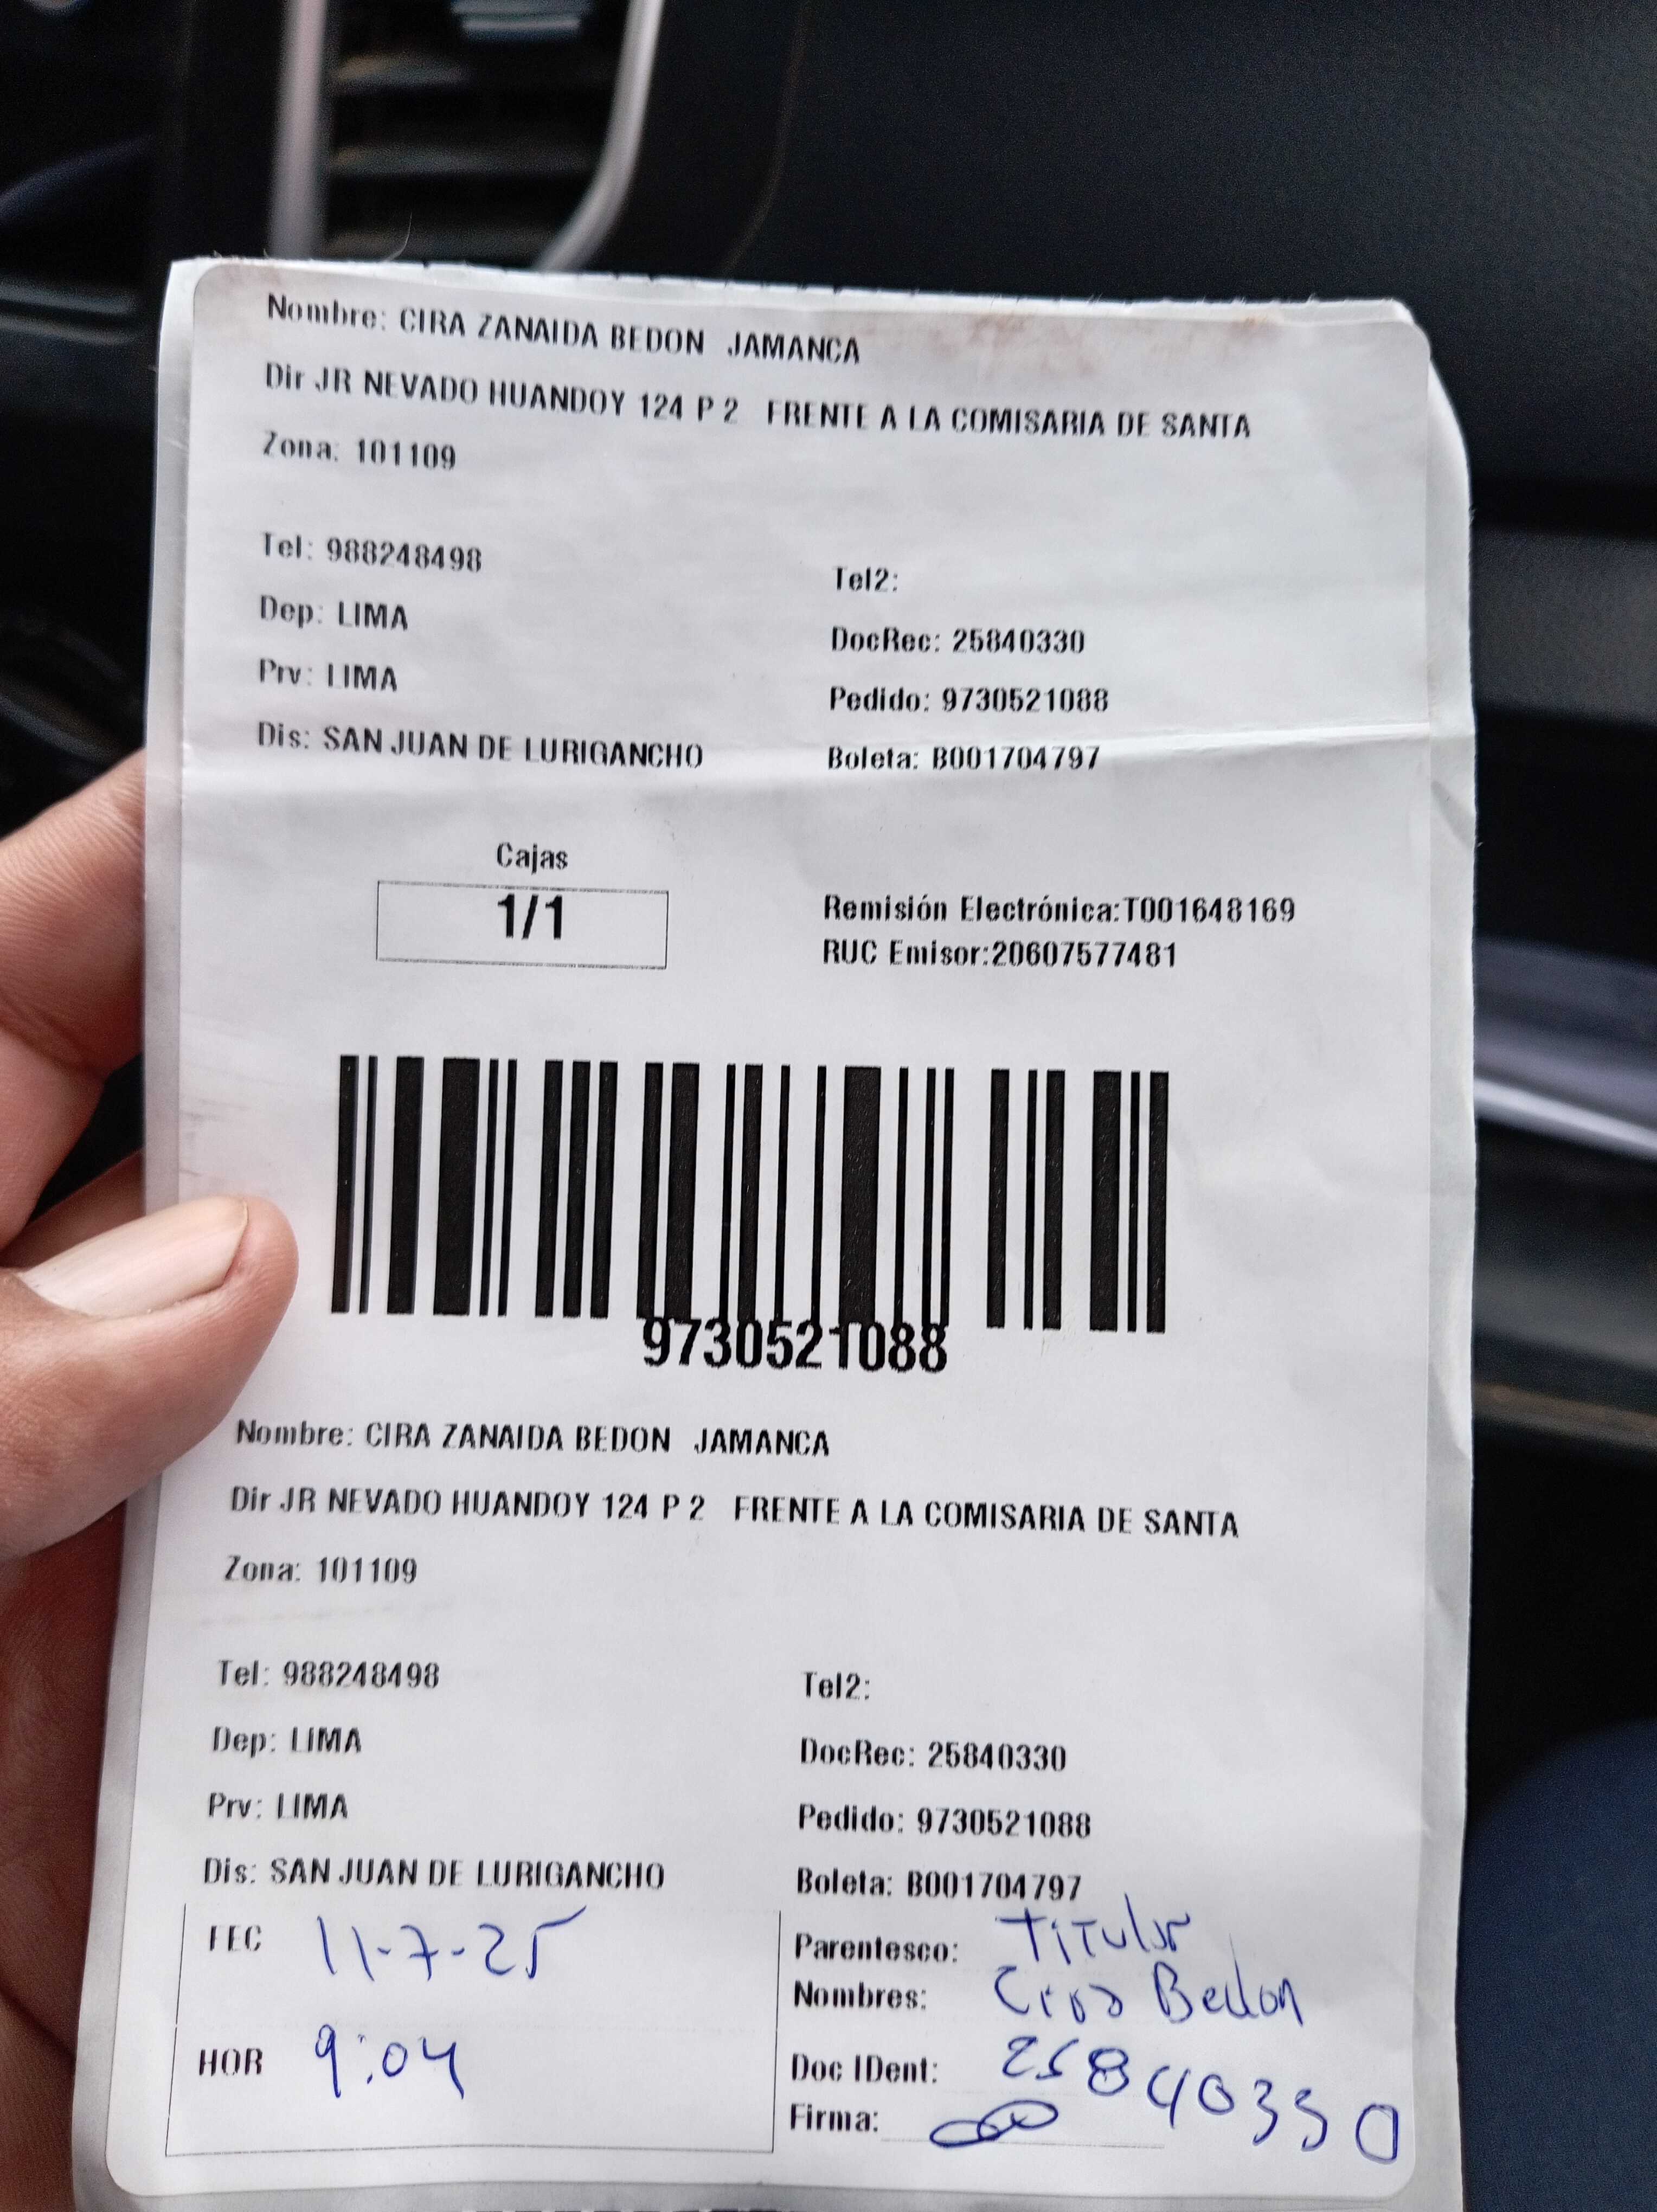 Nombre: CIRA ZANAIDA BEDON JAMANCA
Dir JR NEVADO HUANDOY 124 P 2 FRENTE A LA COMISARIA DE SANTA
Zona: 101109
Tel: 988248498
Tel2:
Dep: LIMA
DocRec: 25840330
Prv: LIMA
Pedido: 9730521088
Dis: SAN JUAN DE LURIGANCHO
Boleta: B001704797
Cajas
1/1
Remisión Electrónica:T001648169
RUC Emisor:20607577481
9730521088
Nombre: CIRA ZANAIDA BEDON JAMANCA
Dir JR NEVADO HUANDOY 124 P 2 FRENTE A LA COMISARIA DE SANTA
Zona: 101109
Tel: 988248498
Tel2:
Dep: LIMA
DocRec: 25840330
Prv: LIMA
Pedido: 9730521088
Dis: SAN JUAN DE LURIGANCHO
Boleta: B001704797
FEC 11-7-25
Parentesco: Titular
Nombres: Cira Bedon
HOR 9:04
Doc IDent: 25840330
Firma: